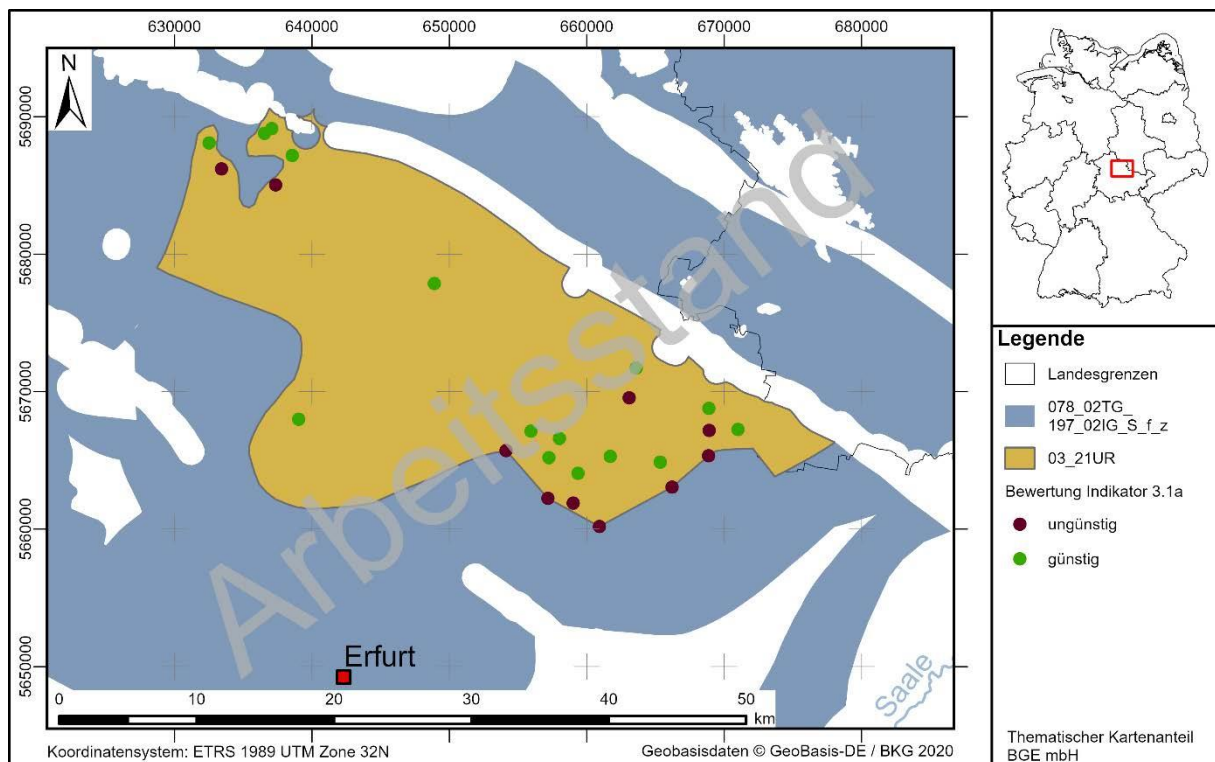 630000 640000 650000 660000 670000 680000
N
5690000
5680000
5670000
5660000
5650000
Arbeitsstand
Erfurt
Saale
0 10 20 30 40 50
km
Koordinatensystem: ETRS 1989 UTM Zone 32N
Geobasisdaten © GeoBasis-DE / BKG 2020
Legende
Landesgrenzen
078_02TG_
197_02IG_S_f_z
03_21UR
Bewertung Indikator 3.1a
ungünstig
günstig
Thematischer Kartenanteil
BGE mbH